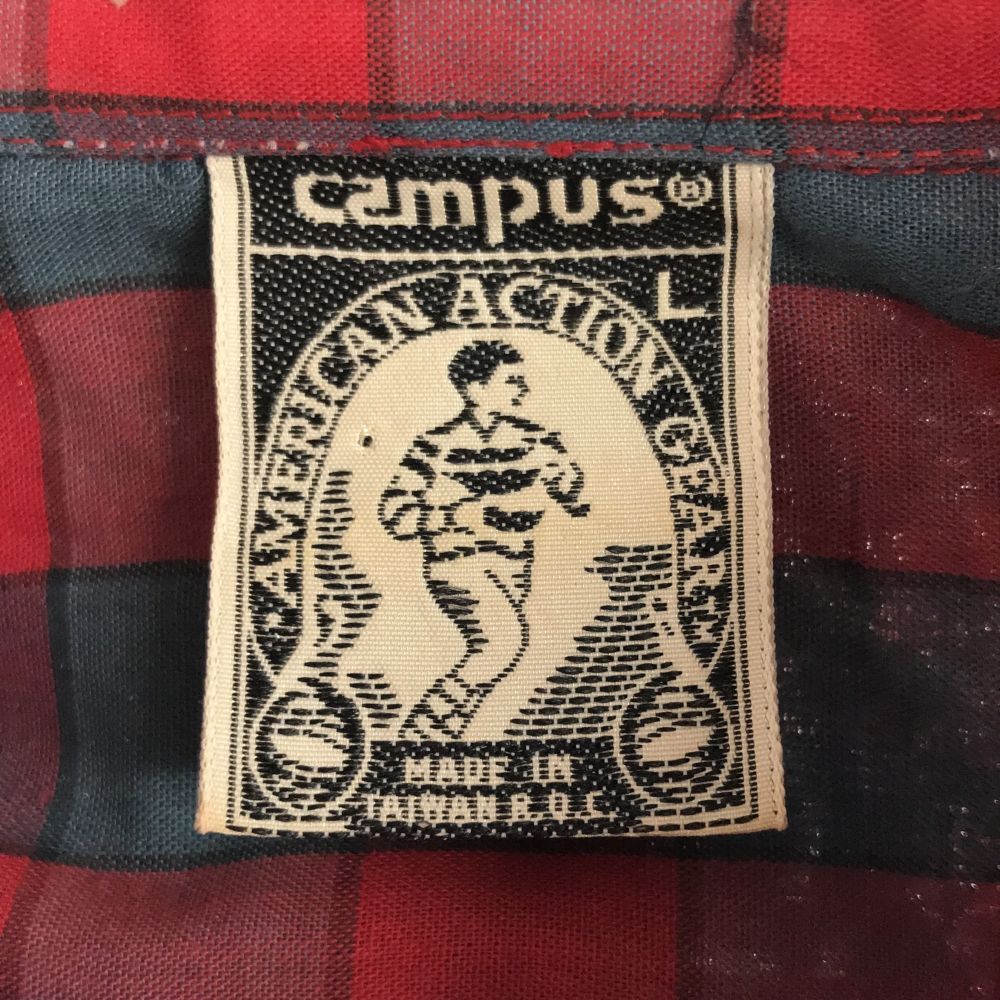 campus®
L
AMERICAN ACTION GEAR
MADE IN
TAIWAN R.O.C.